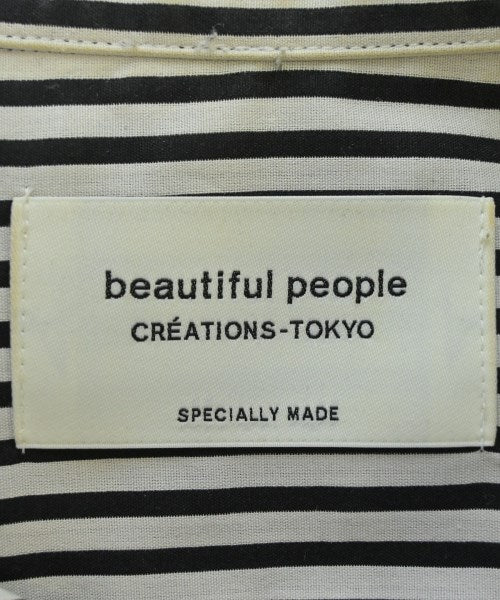 beautiful people
CRÉATIONS-TOKYO
SPECIALLY MADE